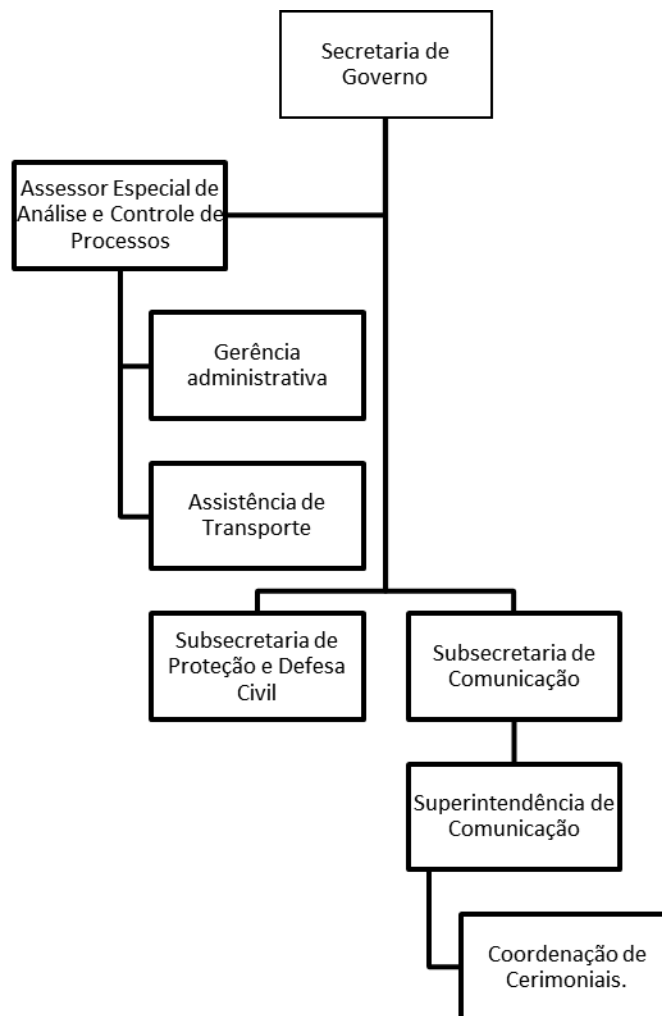 Secretaria de
Governo
Assessor Especial de
Análise e Controle de
Processos
Gerência
administrativa
Assistência de
Transporte
Subsecretaria de
Proteção e Defesa
Civil
Subsecretaria de
Comunicação
Superintendência de
Comunicação
Coordenação de
Cerimoniais.